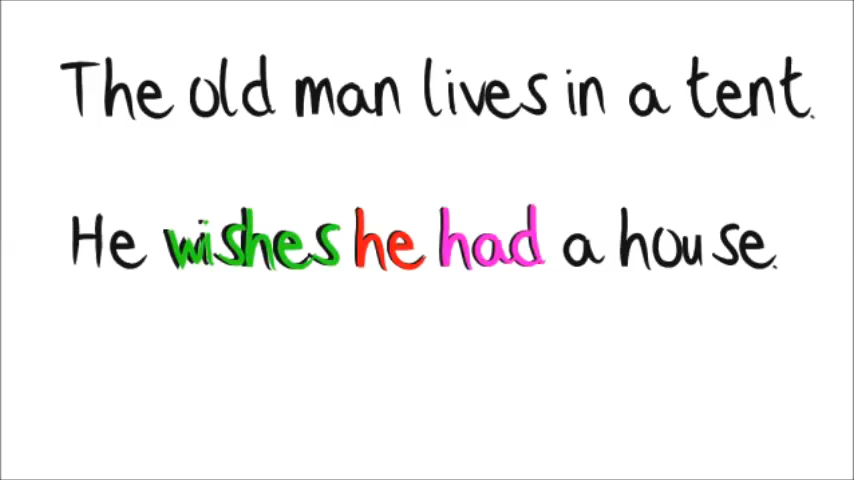 The old man lives in a tent.
He wishes he had a house.